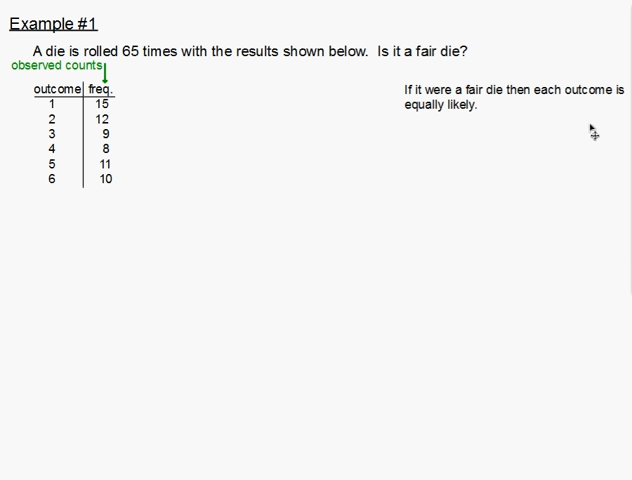 Example #1
A die is rolled 65 times with the results shown below.  Is it a fair die?
observed counts
outcome freq.
1 15
2 12
3 9
4 8
5 11
6 10
If it were a fair die then each outcome is
equally likely.